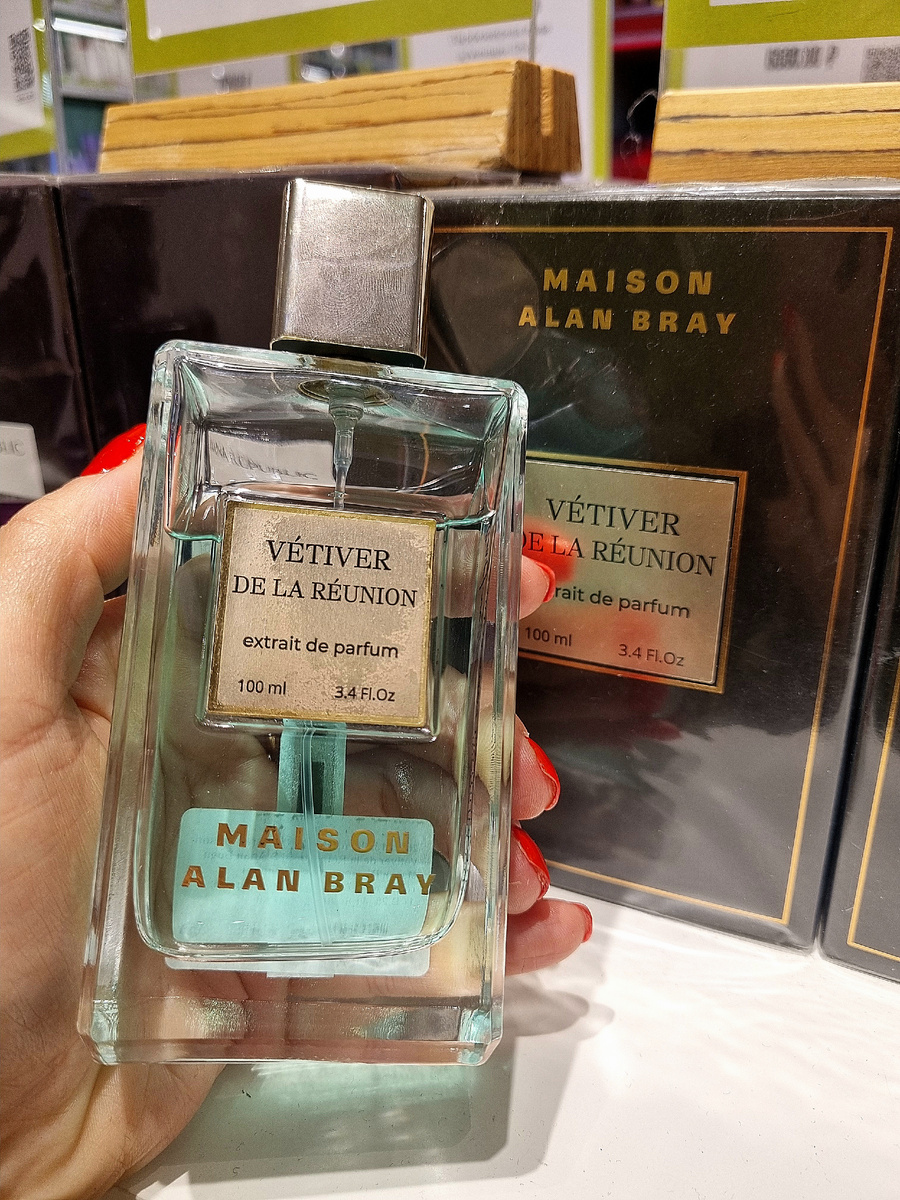 MAISON
ALAN BRAY
VÉTIVER
DE LA RÉUNION
rait de parfum
100 ml 3.4 Fl.Oz
VÉTIVER
DE LA RÉUNION
extrait de parfum
100 ml 3.4 Fl.Oz
MAISON
ALAN BRAY